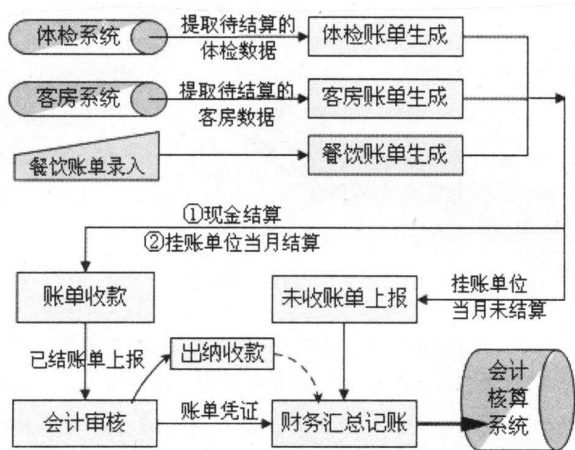 体检系统
提取待结算的
体检数据
体检账单生成
客房系统
提取待结算的
客房数据
客房账单生成
餐饮账单录入
餐饮账单生成
①现金结算
②挂账单位当月结算
账单收款
未收账单上报
挂账单位
当月未结算
已结账单上报
出纳收款
会计审核
账单凭证
财务汇总记账
会计
核算
系统